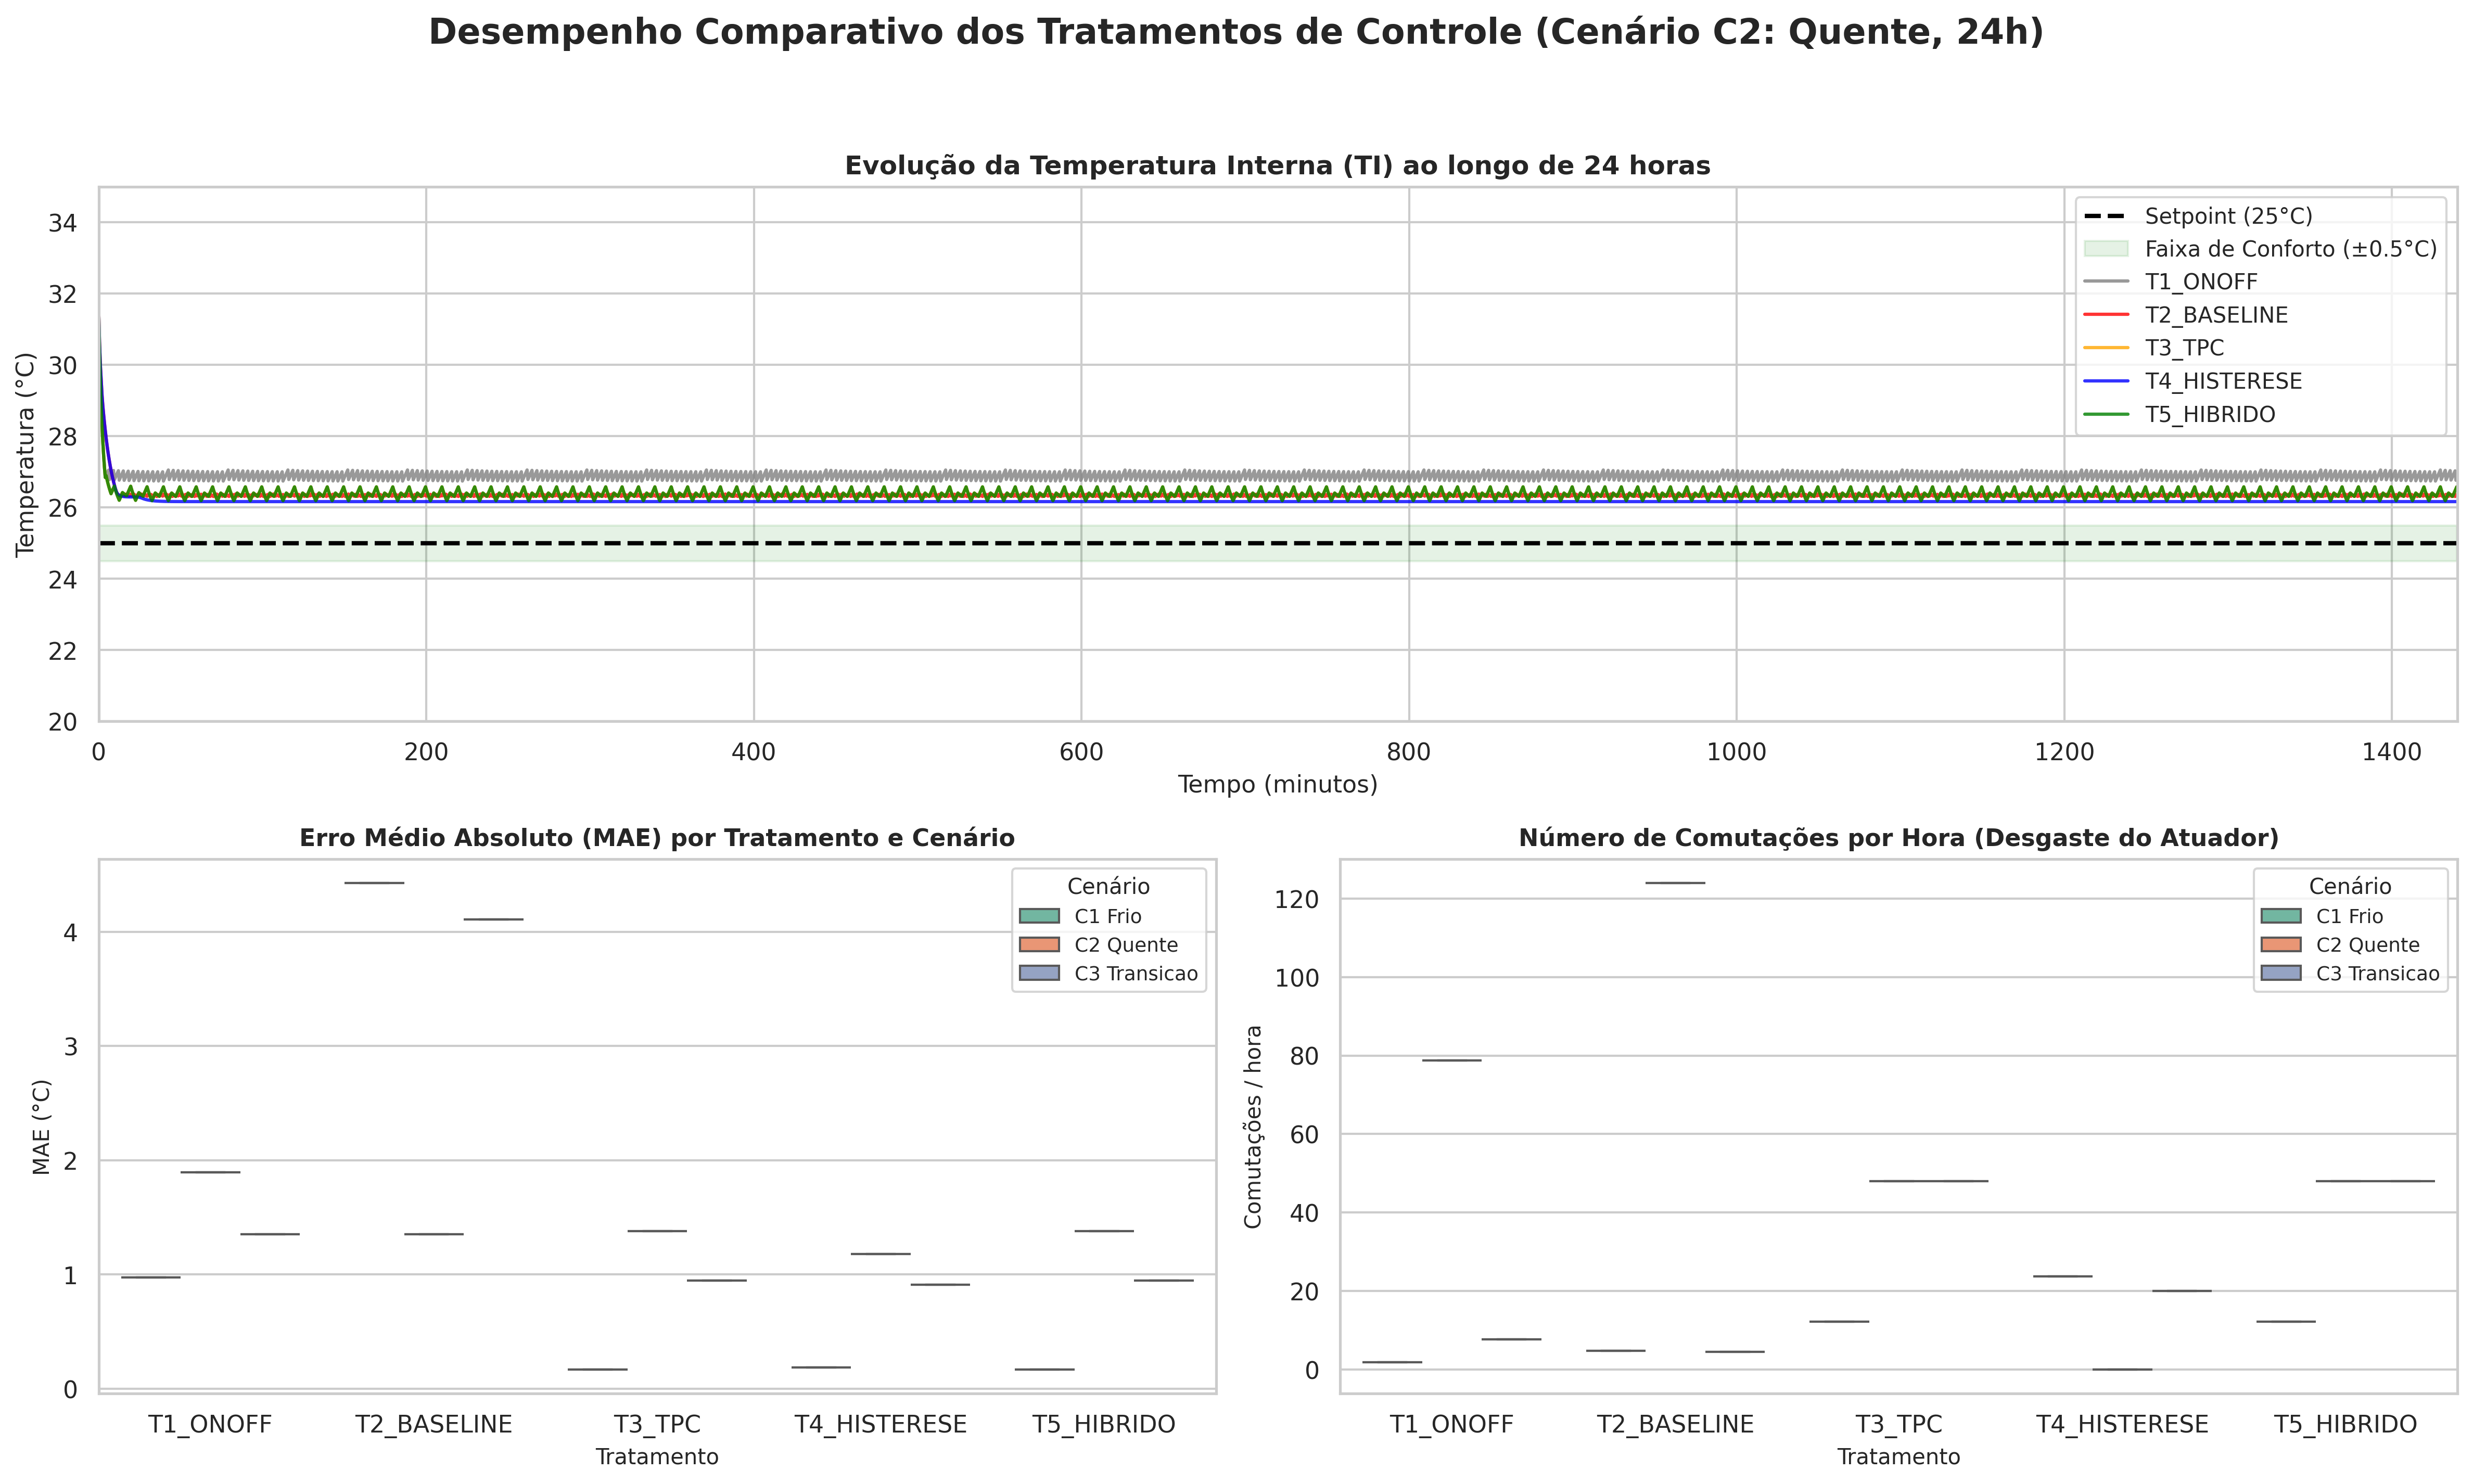 Desempenho Comparativo dos Tratamentos de Controle (Cenário C2: Quente, 24h)
Evolução da Temperatura Interna (TI) ao longo de 24 horas
Temperatura (°C)
34
32
30
28
26
24
22
20
0
200
400
600
800
1000
1200
1400
Tempo (minutos)
Setpoint (25°C)
Faixa de Conforto (±0.5°C)
T1_ONOFF
T2_BASELINE
T3_TPC
T4_HISTERESE
T5_HIBRIDO
Erro Médio Absoluto (MAE) por Tratamento e Cenário
MAE (°C)
4
3
2
1
0
Cenário
C1 Frio
C2 Quente
C3 Transicao
T1_ONOFF
T2_BASELINE
T3_TPC
T4_HISTERESE
T5_HIBRIDO
Tratamento
Número de Comutações por Hora (Desgaste do Atuador)
Comutações / hora
120
100
80
60
40
20
0
Cenário
C1 Frio
C2 Quente
C3 Transicao
T1_ONOFF
T2_BASELINE
T3_TPC
T4_HISTERESE
T5_HIBRIDO
Tratamento